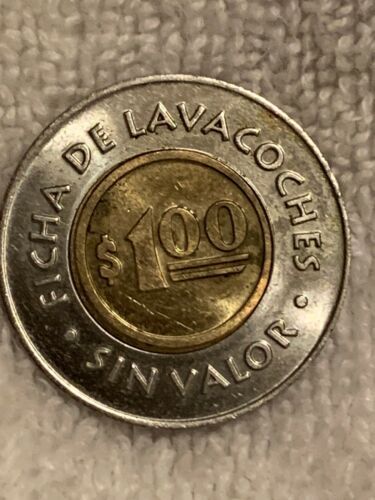 • FICHA DE LAVACOCHES •
SIN VALOR
$1.00